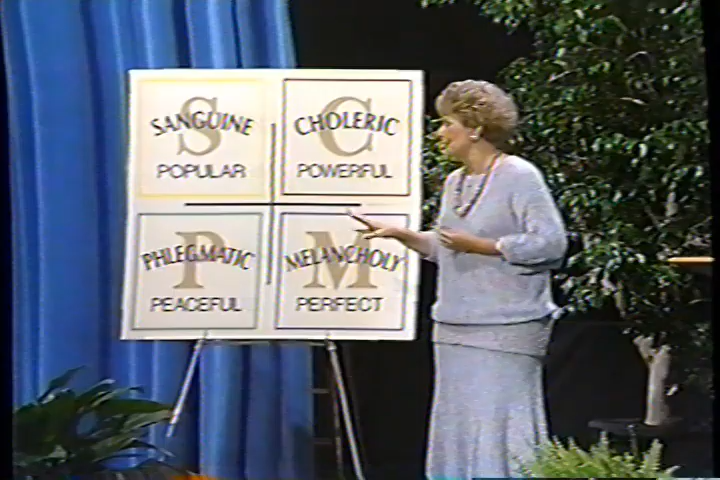 S
SANGUINE
POPULAR
C
CHOLERIC
POWERFUL
P
PHLEGMATIC
PEACEFUL
M
MELANCHOLY
PERFECT